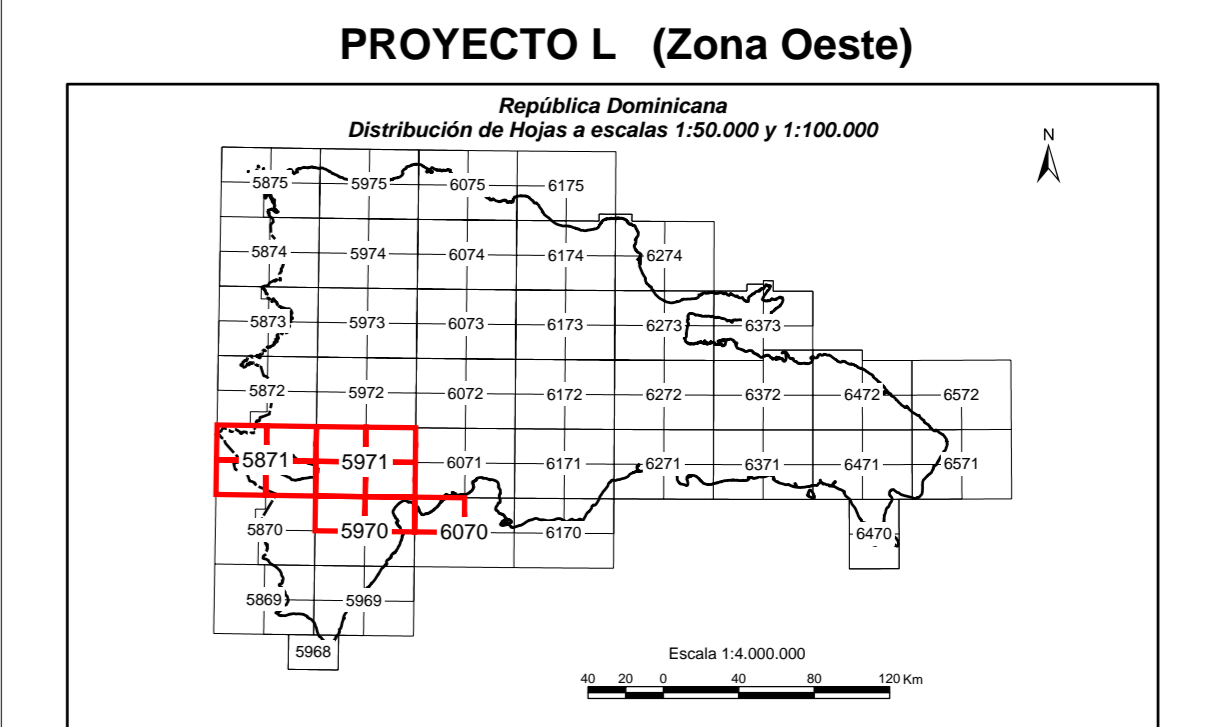 PROYECTO L (Zona Oeste)
República Dominicana
Distribución de Hojas a escalas 1:50.000 y 1:100.000
N
5875 5975 6075 6175
5874 5974 6074 6174 6274
5873 5973 6073 6173 6273 6373
5872 5972 6072 6172 6272 6372 6472 6572
5871 5971 6071 6171 6271 6371 6471 6571
5870 5970 6070 6170 6470
5869 5969
5968
Escala 1:4.000.000
40 20 0 40 80 120 Km